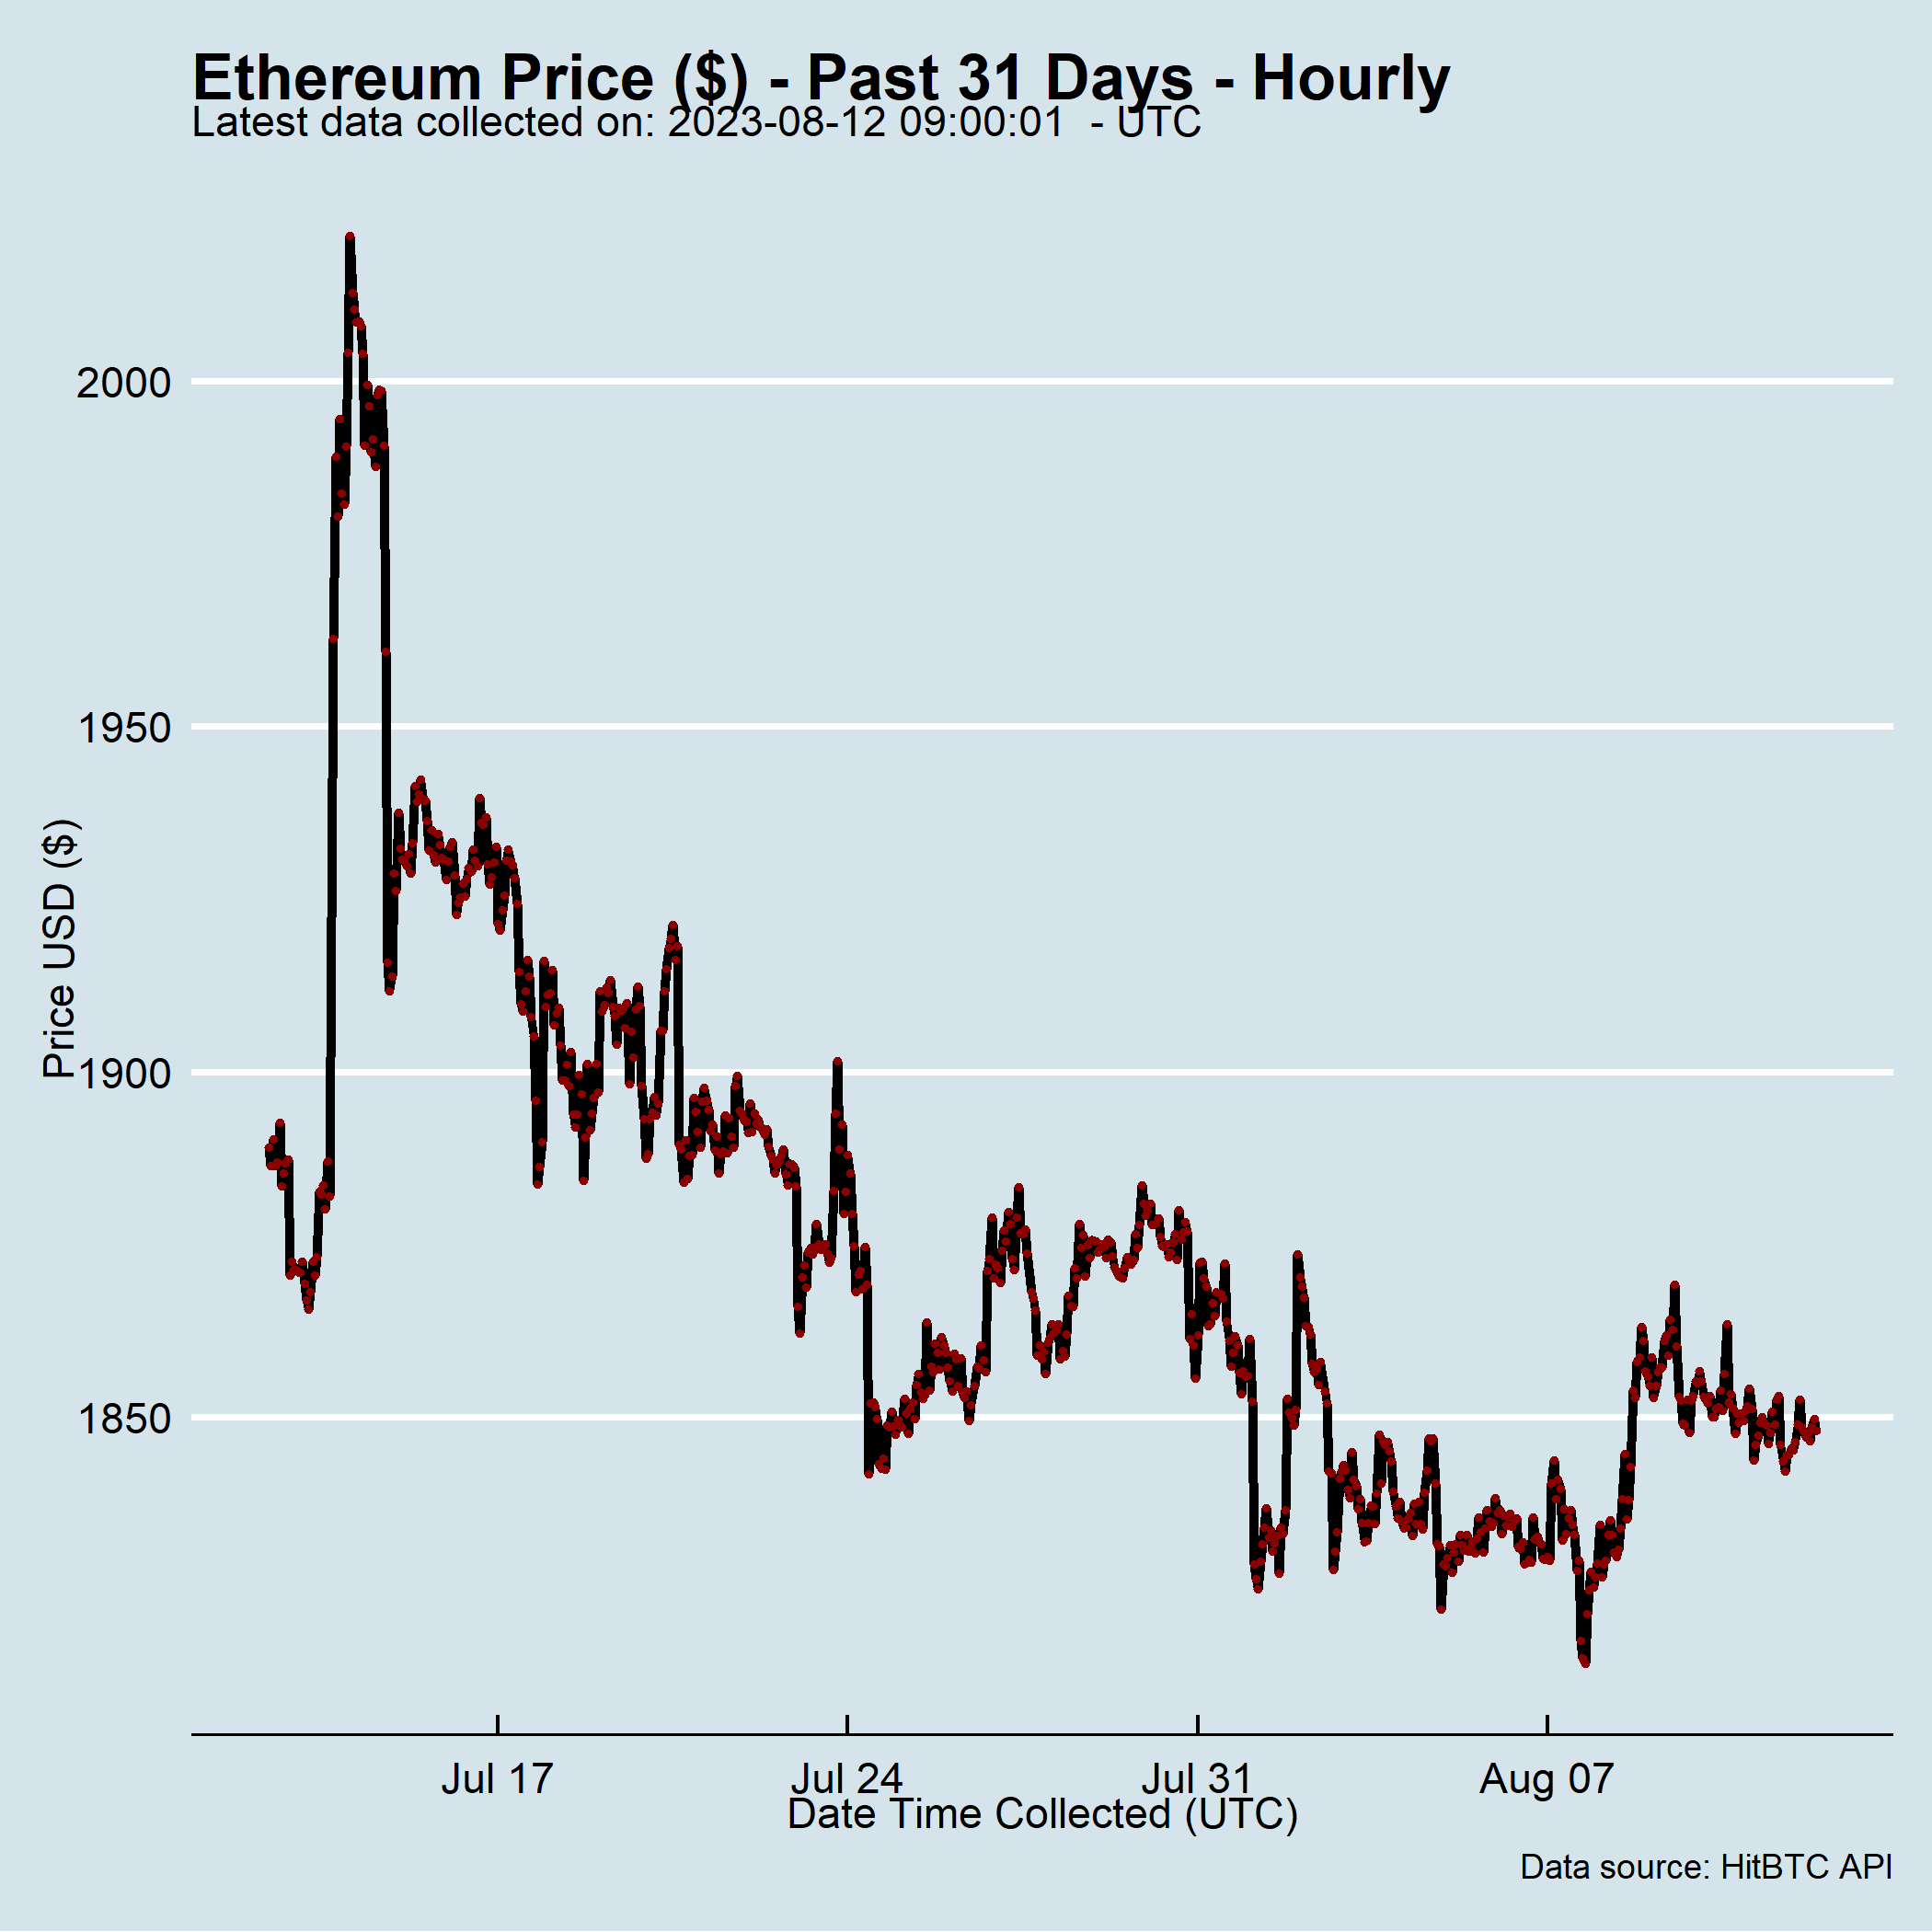 Ethereum Price ($) - Past 31 Days - Hourly
Latest data collected on: 2023-08-12 09:00:01  - UTC
2000
1950
1900
1850
Price USD ($)
Jul 17
Jul 24
Jul 31
Aug 07
Date Time Collected (UTC)
Data source: HitBTC API